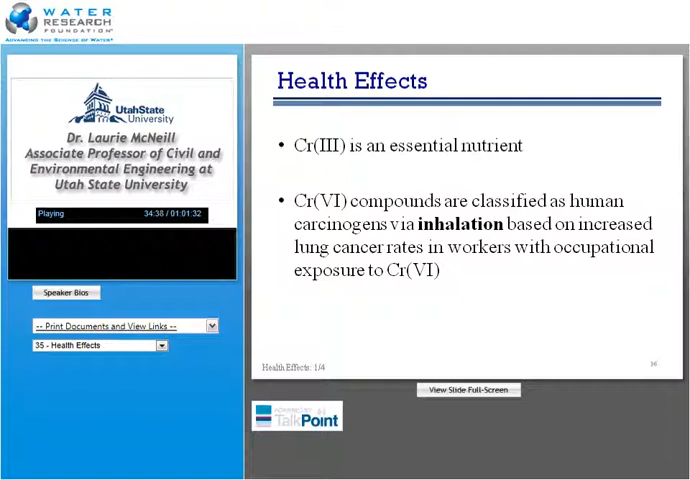 WATER
RESEARCH
FOUNDATION
ADVANCING THE SCIENCE OF WATER
UtahState
University
Dr. Laurie McNeill
Associate Professor of Civil and
Environmental Engineering at
Utah State University
Playing 34:38 / 01:01:32
Speaker Bios
-- Print Documents and View Links --
35 - Health Effects
Health Effects
• Cr(III) is an essential nutrient
• Cr(VI) compounds are classified as human
carcinogens via inhalation based on increased
lung cancer rates in workers with occupational
exposure to Cr(VI)
Health Effects: 1/4
View Slide Full-Screen
TalkPoint